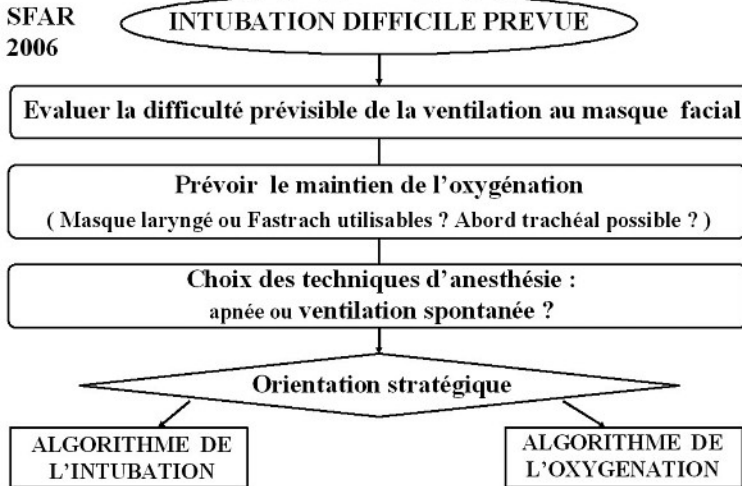 SFAR
2006
INTUBATION DIFFICILE PREVUE
Evaluer la difficulté prévisible de la ventilation au masque facial
Prévoir le maintien de l'oxygénation
( Masque laryngé ou Fastrach utilisables ? Abord trachéal possible ? )
Choix des techniques d'anesthésie :
apnée ou ventilation spontanée ?
Orientation stratégique
ALGORITHME DE
L'INTUBATION
ALGORITHME DE
L'OXYGENATION